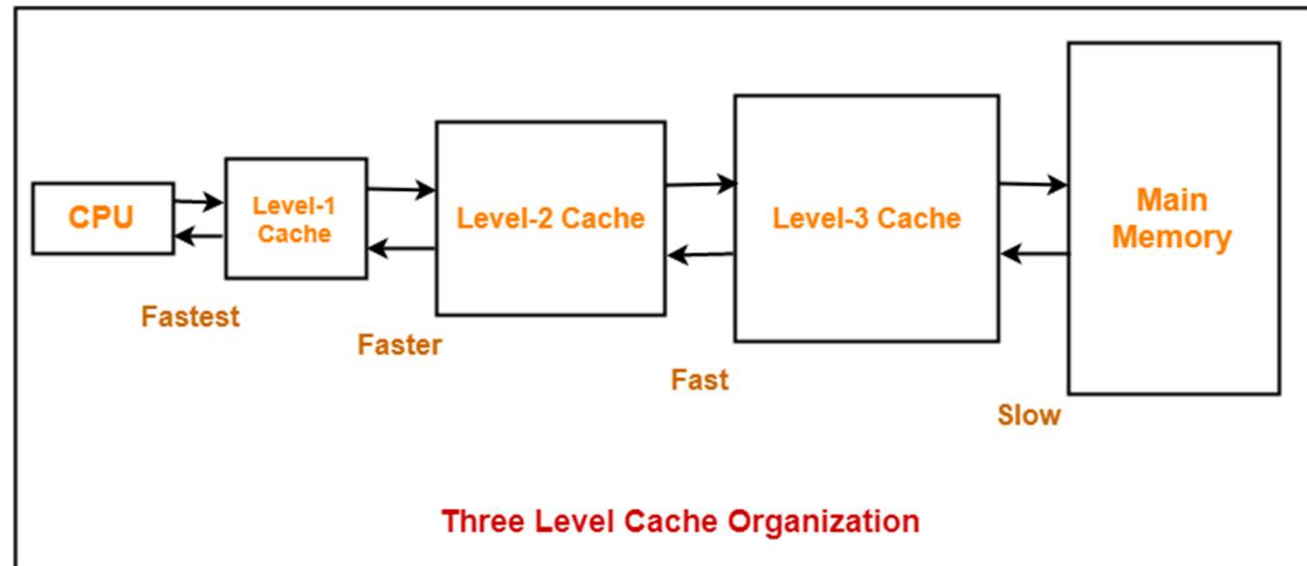 CPU
Level-1
Cache
Level-2 Cache
Level-3 Cache
Main
Memory
Fastest
Faster
Fast
Slow
Three Level Cache Organization